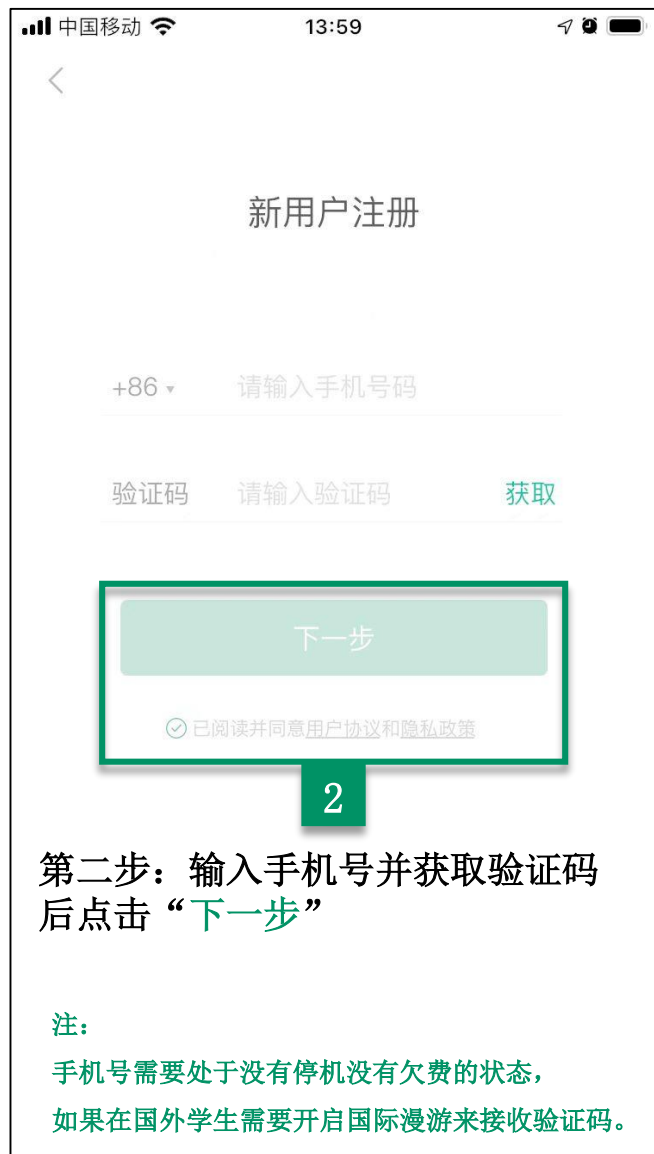 中国移动 13:59
新用户注册
+86 请输入手机号码
验证码 请输入验证码 获取
下一步
已阅读并同意用户协议和隐私政策
2
第二步：输入手机号并获取验证码
后点击“下一步”
注：
手机号需要处于没有停机没有欠费的状态，
如果在国外学生需要开启国际漫游来接收验证码。